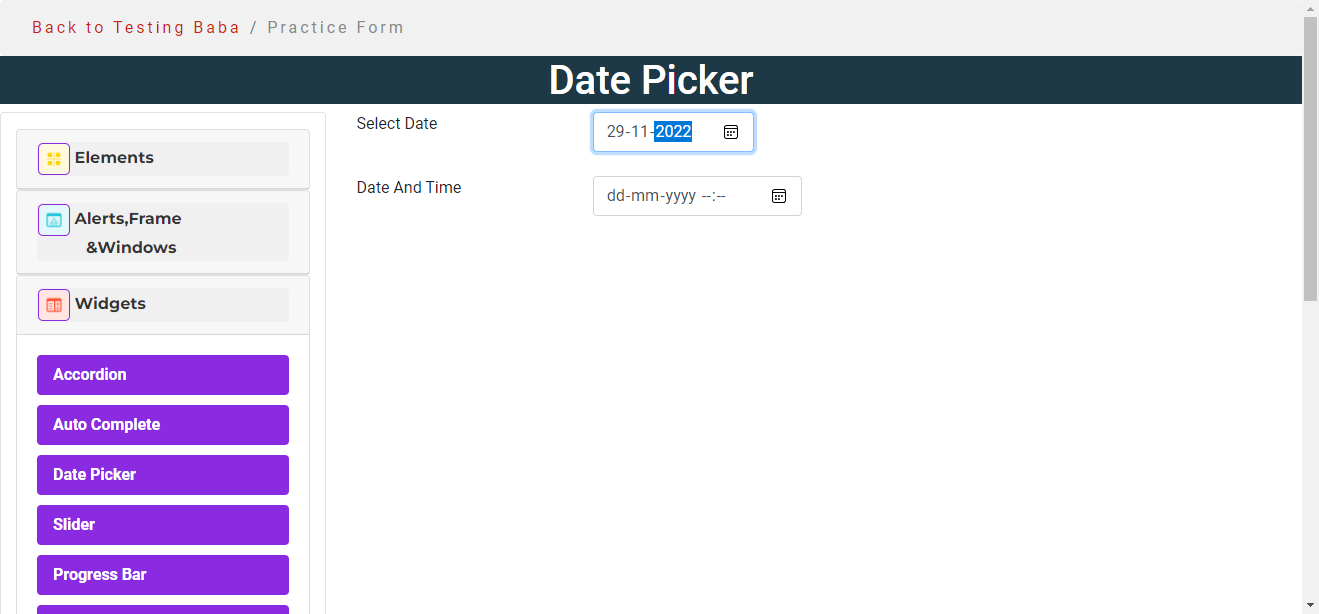 Back to Testing Baba / Practice Form
Date Picker
Elements
Alerts,Frame
&Windows
Widgets
Accordion
Auto Complete
Date Picker
Slider
Progress Bar
Select Date
29-11-2022
Date And Time
dd-mm-yyyy --:--